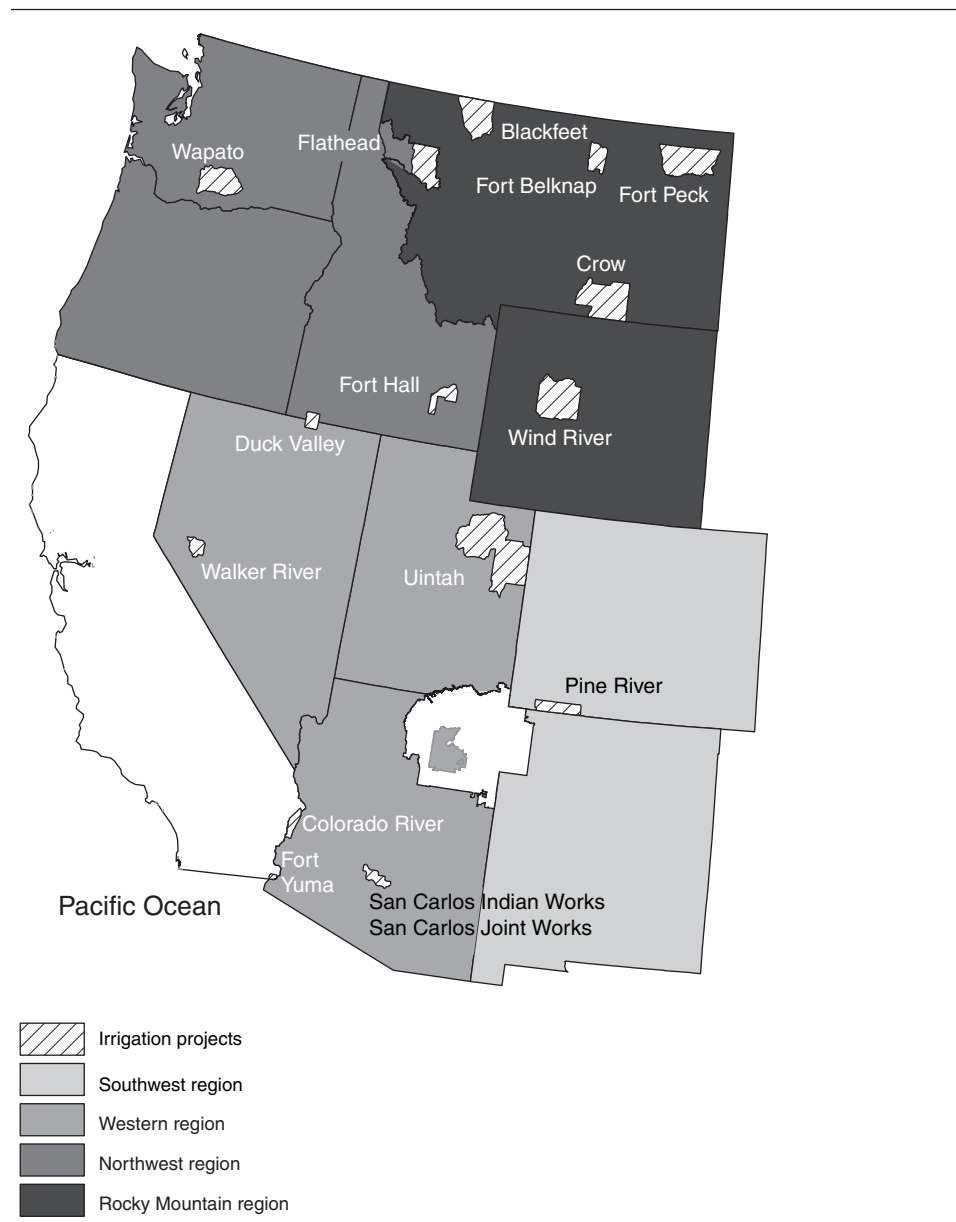 Blackfeet
Flathead
Wapato
Fort Belknap
Fort Peck
Crow
Fort Hall
Wind River
Duck Valley
Walker River
Uintah
Pine River
Colorado River
Fort
Yuma
San Carlos Indian Works
San Carlos Joint Works
Pacific Ocean
Irrigation projects
Southwest region
Western region
Northwest region
Rocky Mountain region